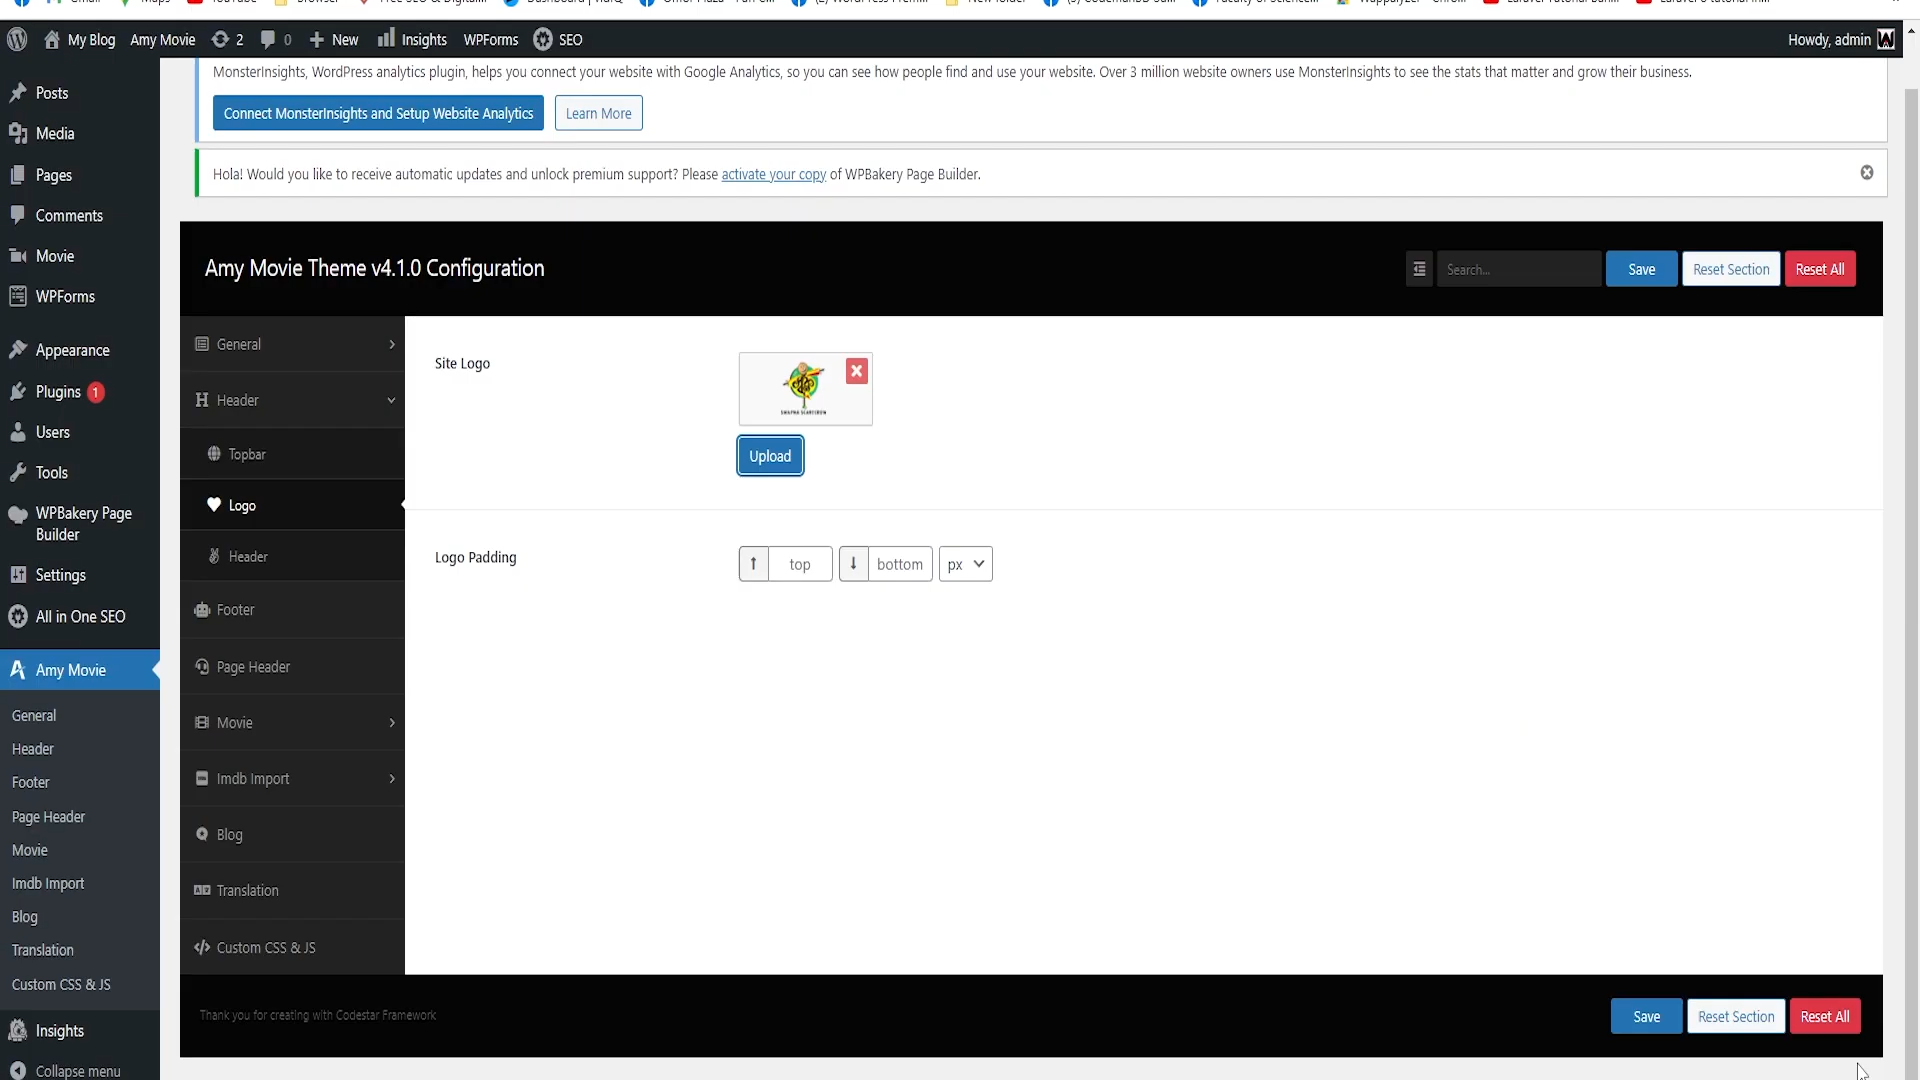 My Blog Amy Movie 2 0 New Insights WPForms SEO Howdy, admin
Posts
Media
Pages
Comments
Movie
WPForms
Appearance
Plugins 1
Users
Tools
WPBakery Page
Builder
Settings
All in One SEO
Amy Movie
General
Header
Footer
Page Header
Movie
Imdb Import
Blog
Translation
Custom CSS & JS
Insights
Collapse menu
MonsterInsights, WordPress analytics plugin, helps you connect your website with Google Analytics, so you can see how people find and use your website. Over 3 million website owners use MonsterInsights to see the stats that matter and grow their business.
Connect MonsterInsights and Setup Website Analytics Learn More
Hola! Would you like to receive automatic updates and unlock premium support? Please activate your copy of WPBakery Page Builder.
Amy Movie Theme v4.1.0 Configuration Search... Save Reset Section Reset All
General
Header
Topbar
Logo
Header
Footer
Page Header
Movie
Imdb Import
Blog
Translation
Custom CSS & JS
Site Logo
Upload
Logo Padding top bottom px
Thank you for creating with Codestar Framework Save Reset Section Reset All